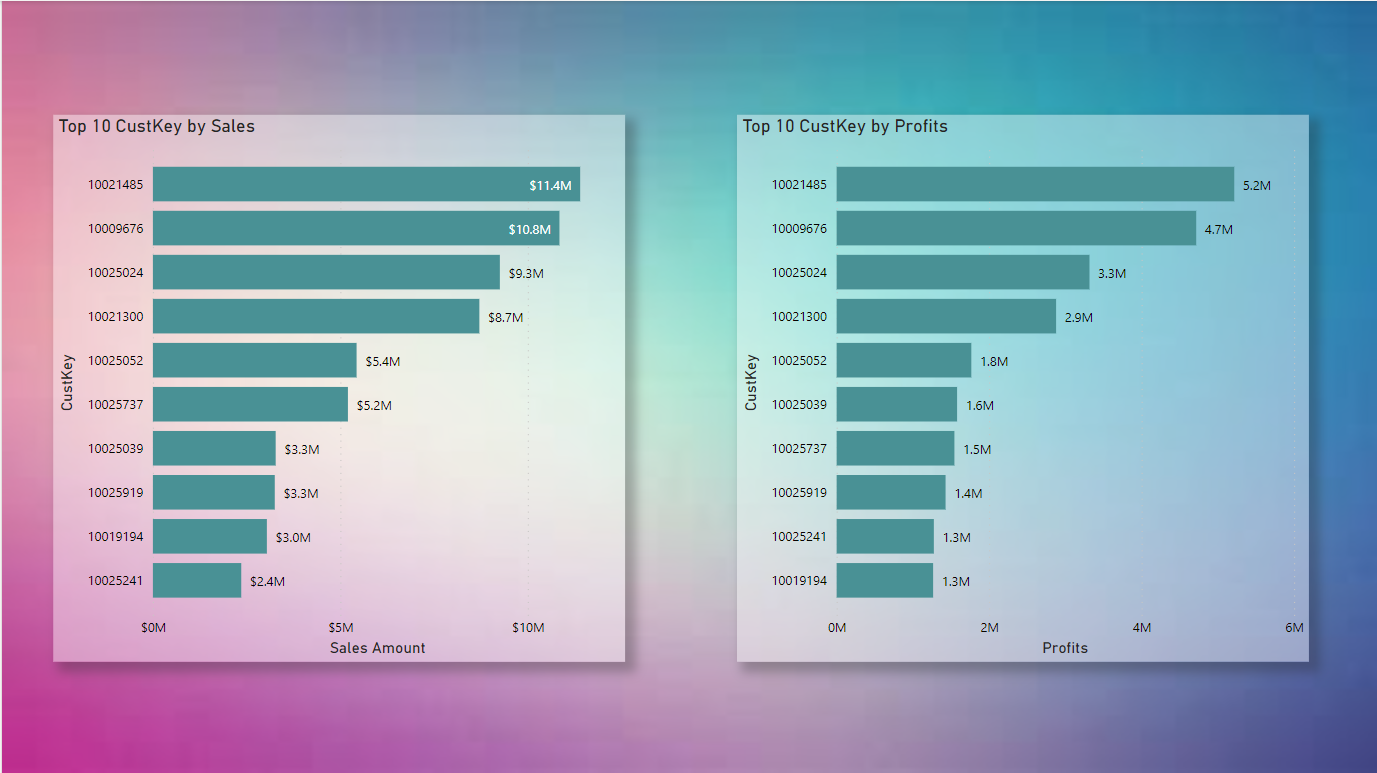 Top 10 CustKey by Sales
CustKey
10021485 $11.4M
10009676 $10.8M
10025024 $9.3M
10021300 $8.7M
10025052 $5.4M
10025737 $5.2M
10025039 $3.3M
10025919 $3.3M
10019194 $3.0M
10025241 $2.4M
$0M $5M $10M
Sales Amount
Top 10 CustKey by Profits
CustKey
10021485 5.2M
10009676 4.7M
10025024 3.3M
10021300 2.9M
10025052 1.8M
10025039 1.6M
10025737 1.5M
10025919 1.4M
10025241 1.3M
10019194 1.3M
0M 2M 4M 6M
Profits